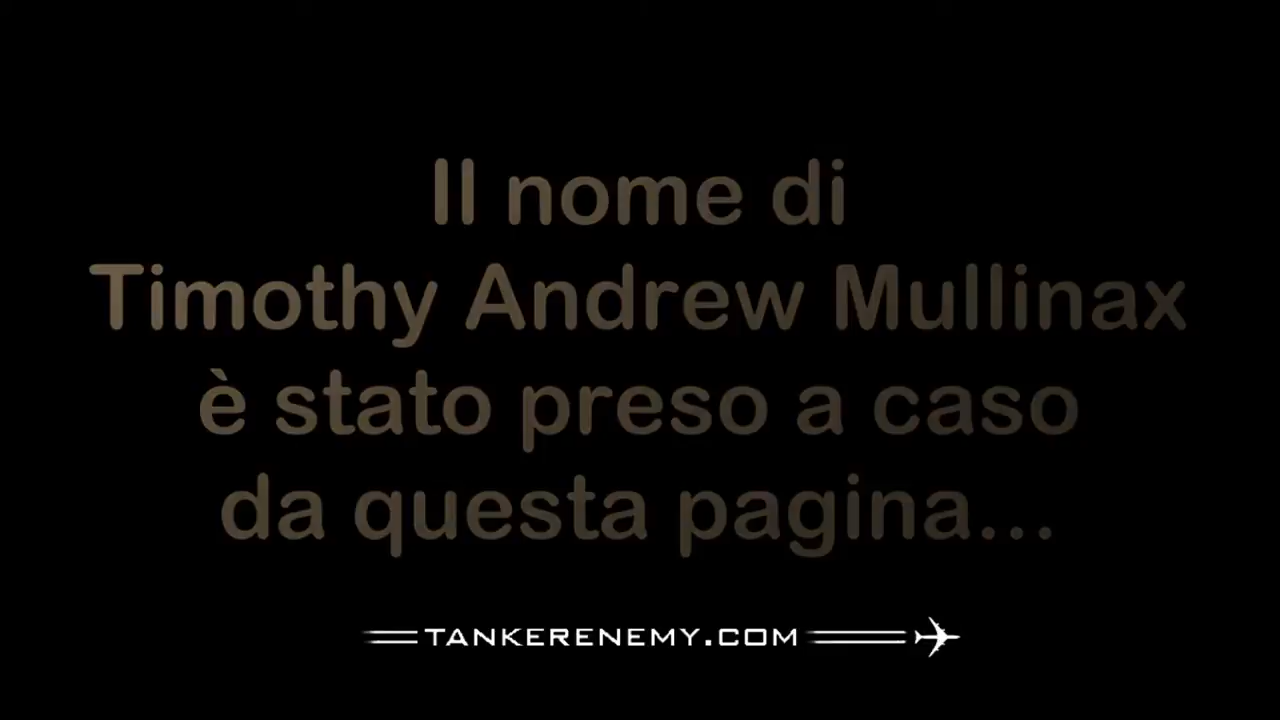 Il nome di
Timothy Andrew Mullinax
è stato preso a caso
da questa pagina...
TANKERENEMY.COM